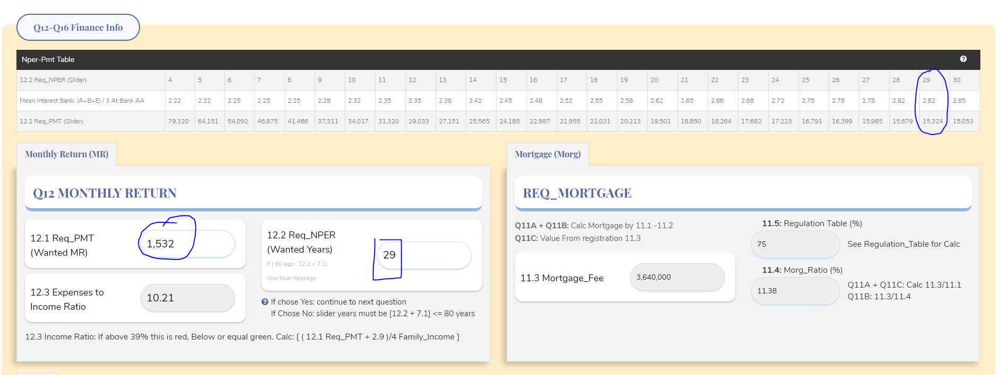 Q12-Q16 Finance Info
Nper-Pmt Table
12.2 Req_NPER (Slider) 4 5 6 7 8 9 10 11 12 13 14 15 16 17 18 19 20 21 22 23 24 25 26 27 28 29 30
Mean Interest Bank: (A+B+E) / 3 At Bank AA 2.22 2.22 2.25 2.25 2.25 2.28 2.32 2.35 2.35 2.38 2.42 2.45 2.48 2.52 2.55 2.58 2.62 2.65 2.68 2.68 2.72 2.75 2.78 2.78 2.82 2.82 2.85
12.1 Req_PMT (Slider) 79,320 64,151 54,092 46,875 41,466 37,311 34,017 31,320 29,033 27,151 25,565 24,185 22,987 21,955 21,031 20,213 19,501 18,850 18,264 17,682 17,223 16,791 16,399 15,985 15,679 15,324 15,053
Monthly Return (MR)
Q12 MONTHLY RETURN
12.1 Req_PMT
(Wanted MR)
1,532
12.2 Req_NPER
(Wanted Years)
If ( 80 age - 12.2 < 7.1)
Give blue message
29
12.3 Expenses to
Income Ratio
10.21
If chose Yes: continue to next question
If Chose No: slider years must be [12.2 + 7.1] <= 80 years
12.3 Income Ratio: If above 39% this is red, Below or equal green. Calc: [ ( 12.1 Req_PMT + 2.9 )/4 Family_Income ]
Mortgage (Morg)
REQ_MORTGAGE
Q11A + Q11B: Calc Mortgage by 11.1 -11.2
Q11C: Value From registration 11.3
11.3 Mortgage_Fee
3,640,000
11.5: Regulation Table (%)
75
See Regulation_Table for Calc
11.4: Morg_Ratio (%)
11.38
Q11A + Q11C: Calc 11.3/11.1
Q11B: 11.3/11.4